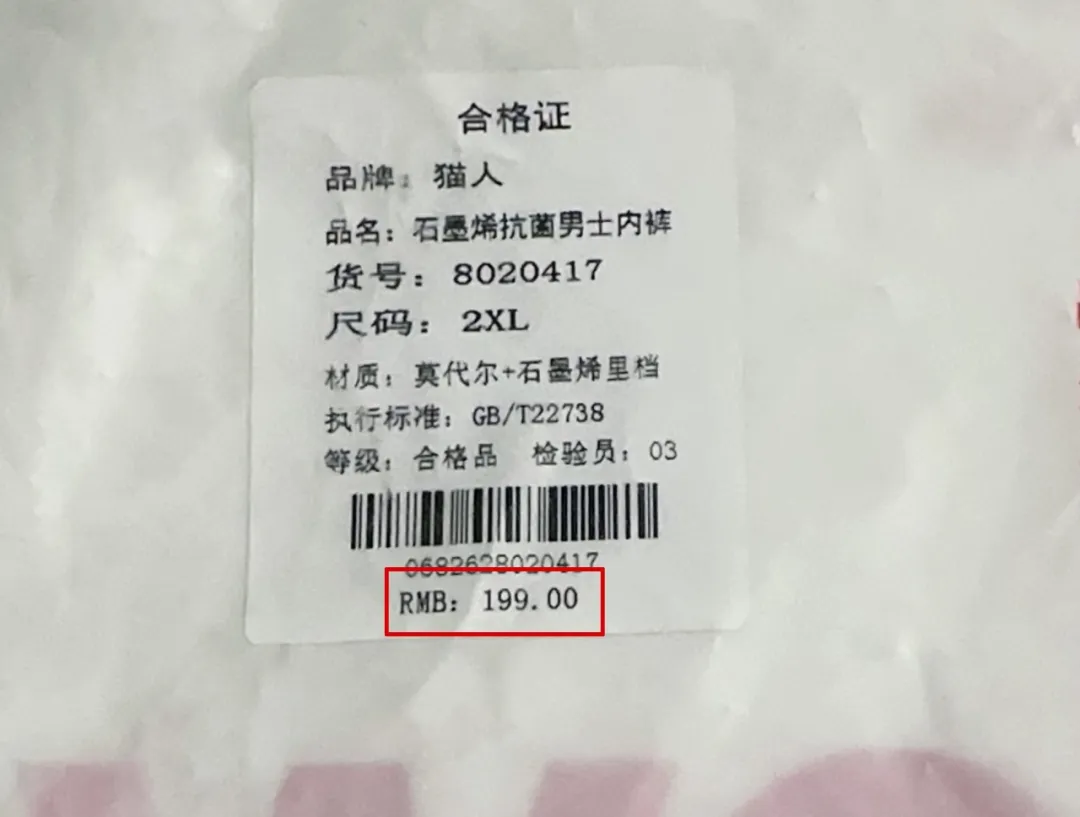 合格证
品牌：猫人
品名：石墨烯抗菌男士内裤
货号：8020417
尺码：2XL
材质：莫代尔+石墨烯里档
执行标准：GB/T22738
等级：合格品 检验员：03
0682628020417
RMB：199.00